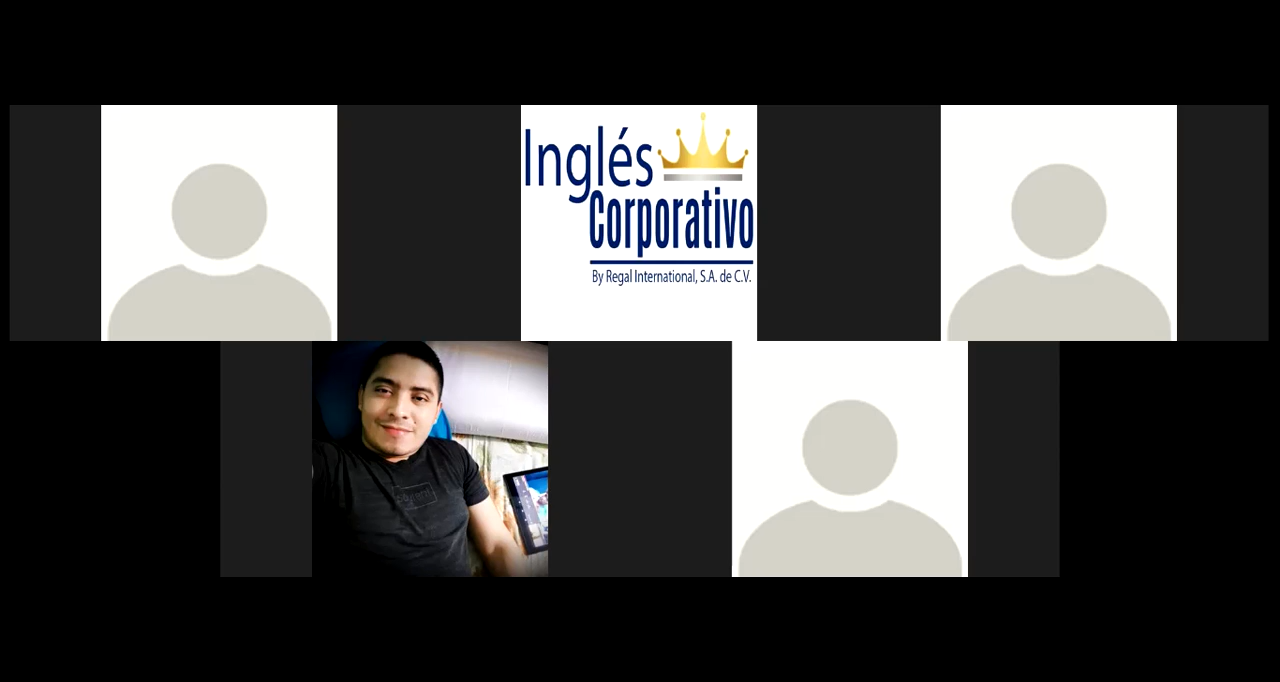 Inglés
Corporativo
By Regal International, S.A. de C.V.